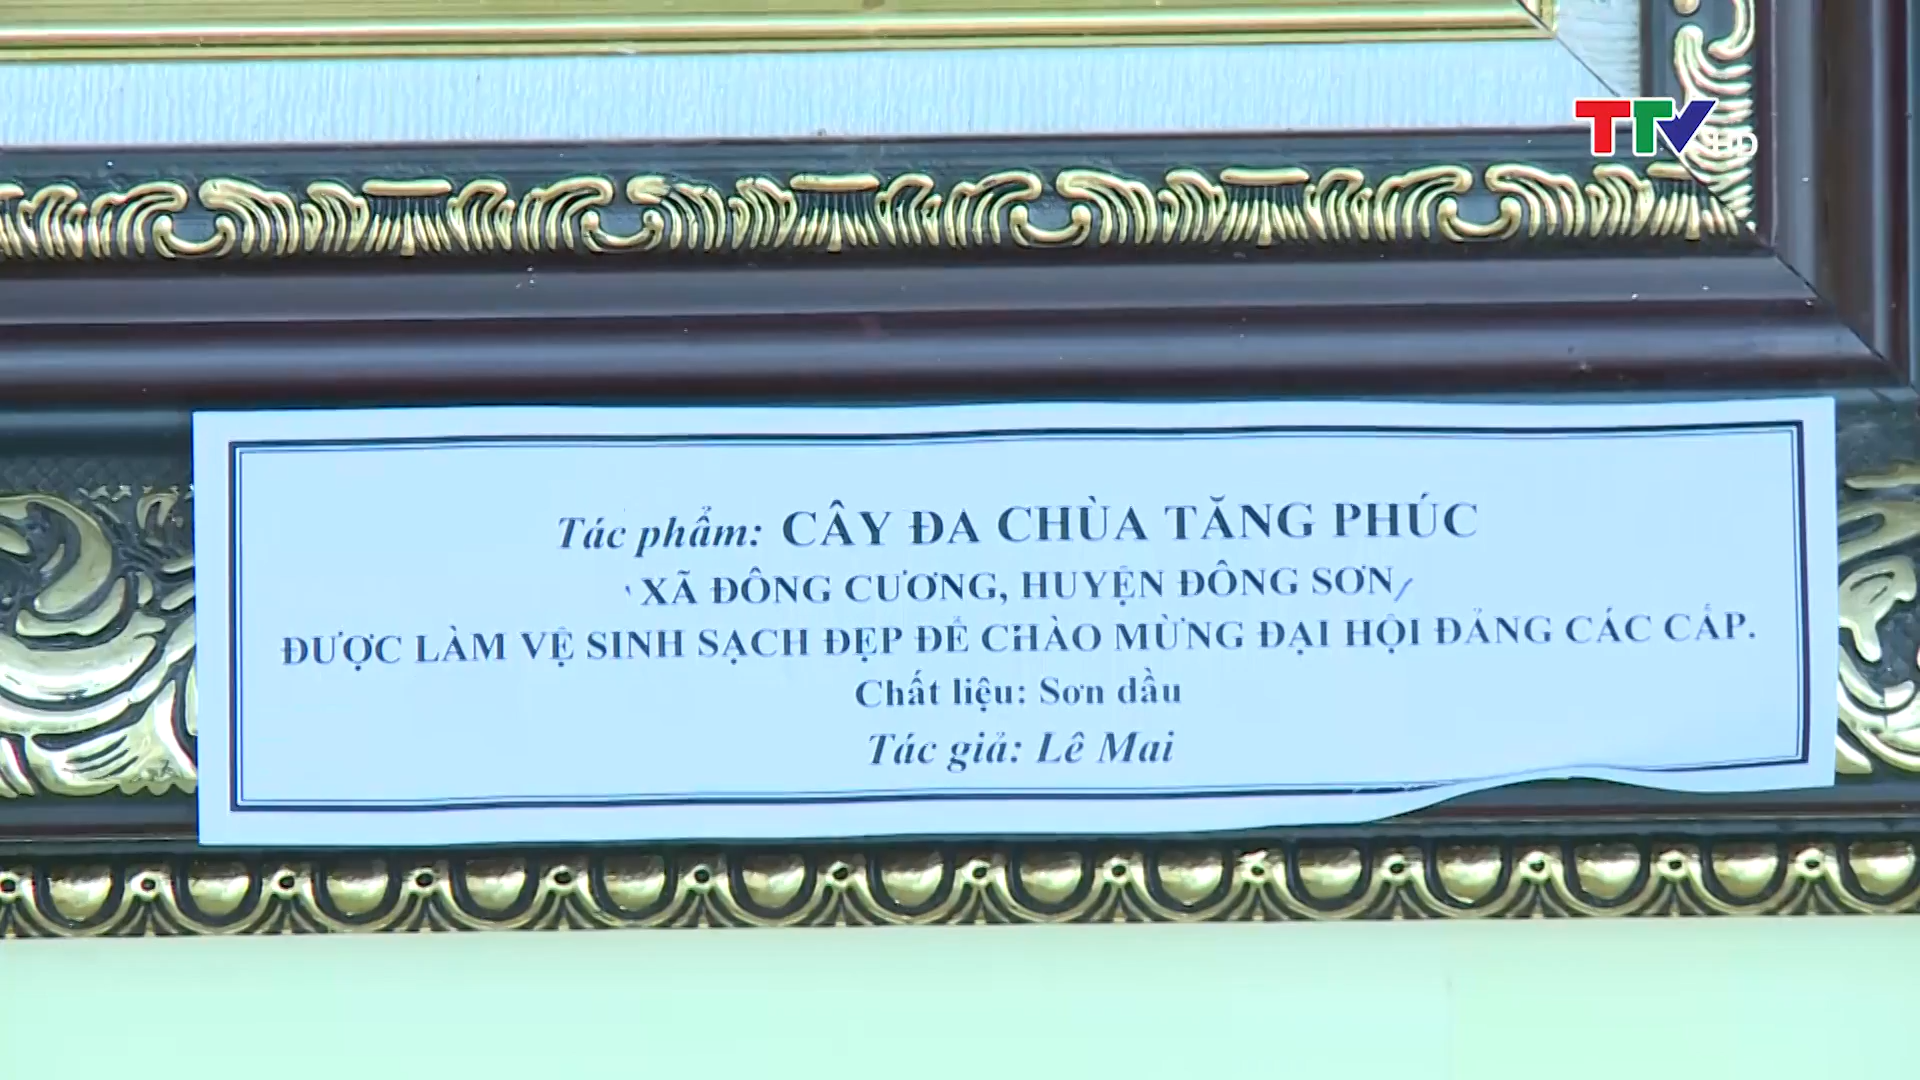 TTV HD
Tác phẩm: CÂY ĐA CHÙA TĂNG PHÚC
XÃ ĐÔNG CƯƠNG, HUYỆN ĐÔNG SƠN
ĐƯỢC LÀM VỆ SINH SẠCH ĐẸP ĐỂ CHÀO MỪNG ĐẠI HỘI ĐẢNG CÁC CẤP.
Chất liệu: Sơn dầu
Tác giả: Lê Mai